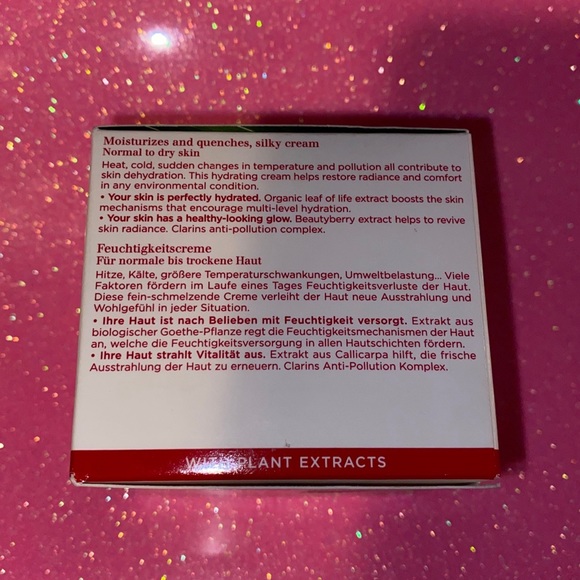 Moisturizes and quenches, silky cream
Normal to dry skin
Heat, cold, sudden changes in temperature and pollution all contribute to
skin dehydration. This hydrating cream helps restore radiance and comfort
in any environmental condition.
• Your skin is perfectly hydrated. Organic leaf of life extract boosts the skin
mechanisms that encourage multi-level hydration.
• Your skin has a healthy-looking glow. Beautyberry extract helps to revive
skin radiance. Clarins anti-pollution complex.
Feuchtigkeitscreme
Für normale bis trockene Haut
Hitze, Kälte, größere Temperaturschwankungen, Umweltbelastung... Viele
Faktoren fördern im Laufe eines Tages Feuchtigkeitsverluste der Haut.
Diese fein-schmelzende Creme verleiht der Haut neue Ausstrahlung und
Wohlgefühl in jeder Situation.
• Ihre Haut ist nach Belieben mit Feuchtigkeit versorgt. Extrakt aus
biologischer Goethe-Pflanze regt die Feuchtigkeitsmechanismen der Haut
an, welche die Feuchtigkeitsversorgung in allen Hautschichten fördern.
• Ihre Haut strahlt Vitalität aus. Extrakt aus Callicarpa hilft, die frische
Ausstrahlung der Haut zu erneuern. Clarins Anti-Pollution Komplex.
WITH PLANT EXTRACTS